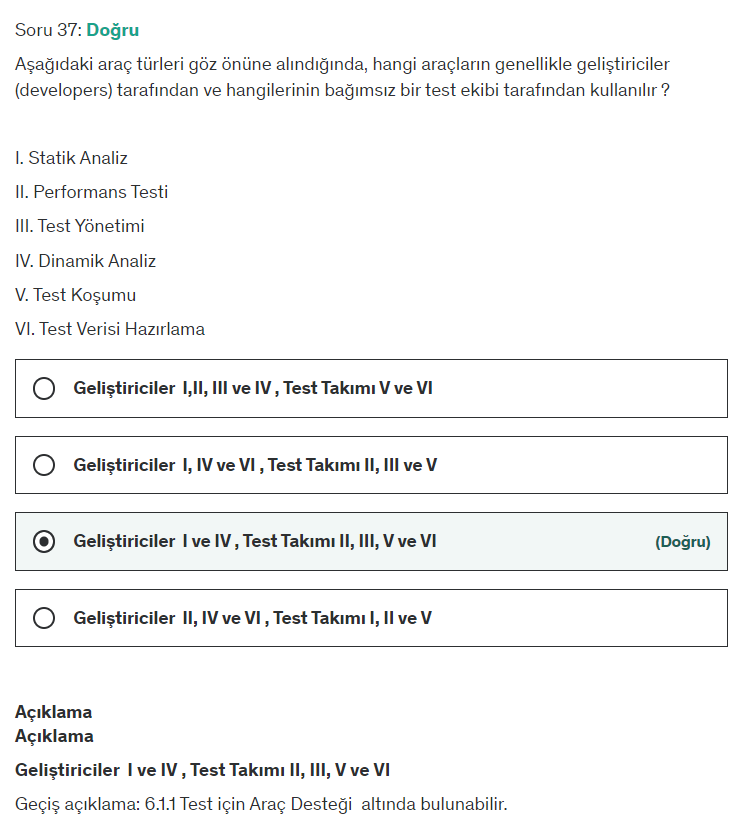 Soru 37: Doğru
Aşağıdaki araç türleri göz önüne alındığında, hangi araçların genellikle geliştiriciler
(developers) tarafından ve hangilerinin bağımsız bir test ekibi tarafından kullanılır ?
I. Statik Analiz
II. Performans Testi
III. Test Yönetimi
IV. Dinamik Analiz
V. Test Koşumu
VI. Test Verisi Hazırlama
Geliştiriciler I,II, III ve IV , Test Takımı V ve VI
Geliştiriciler I, IV ve VI , Test Takımı II, III ve V
Geliştiriciler I ve IV , Test Takımı II, III, V ve VI (Doğru)
Geliştiriciler II, IV ve VI , Test Takımı I, II ve V
Açıklama
Açıklama
Geliştiriciler I ve IV , Test Takımı II, III, V ve VI
Geçiş açıklama: 6.1.1 Test için Araç Desteği altında bulunabilir.